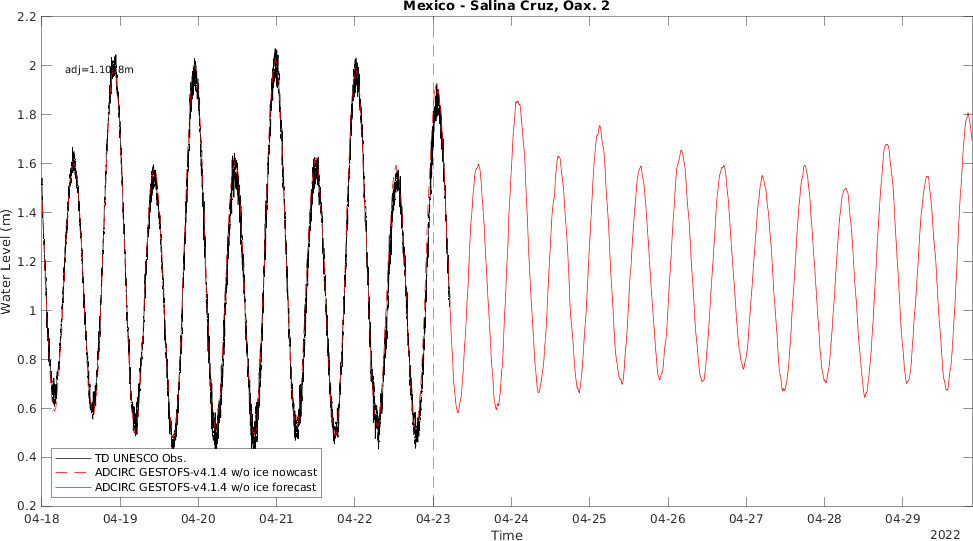 Mexico - Salina Cruz, Oax. 2
2.2
2
1.8
1.6
1.4
1.2
1
0.8
0.6
0.4
0.2
Water Level (m)
TD UNESCO Obs.
ADCIRC GESTOFS-v4.1.4 w/o ice nowcast
ADCIRC GESTOFS-v4.1.4 w/o ice forecast
04-18 04-19 04-20 04-21 04-22 04-23 04-24 04-25 04-26 04-27 04-28 04-29
Time
2022